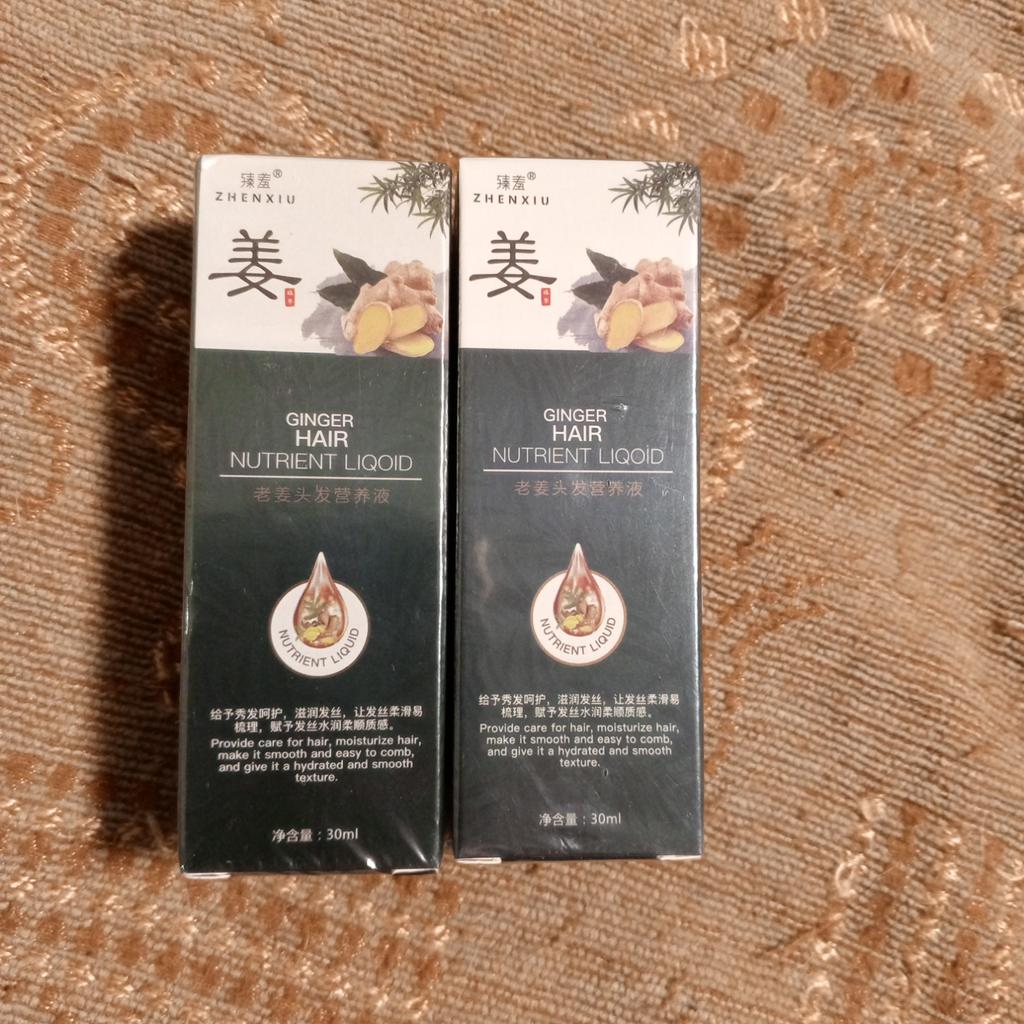 臻羞®
ZHENXIU
姜
GINGER
HAIR
NUTRIENT LIQOID
老姜头发营养液
NUTRIENT LIQUID
给予秀发呵护，滋润发丝，让发丝柔滑易
梳理，赋予发丝水润柔顺质感。
Provide care for hair, moisturize hair,
make it smooth and easy to comb,
and give it a hydrated and smooth
texture.
净含量：30ml
臻羞®
ZHENXIU
姜
GINGER
HAIR
NUTRIENT LIQOID
老姜头发营养液
NUTRIENT LIQUID
给予秀发呵护，滋润发丝，让发丝柔滑易
梳理，赋予发丝水润柔顺质感。
Provide care for hair, moisturize hair,
make it smooth and easy to comb,
and give it a hydrated and smooth
texture.
净含量：30ml